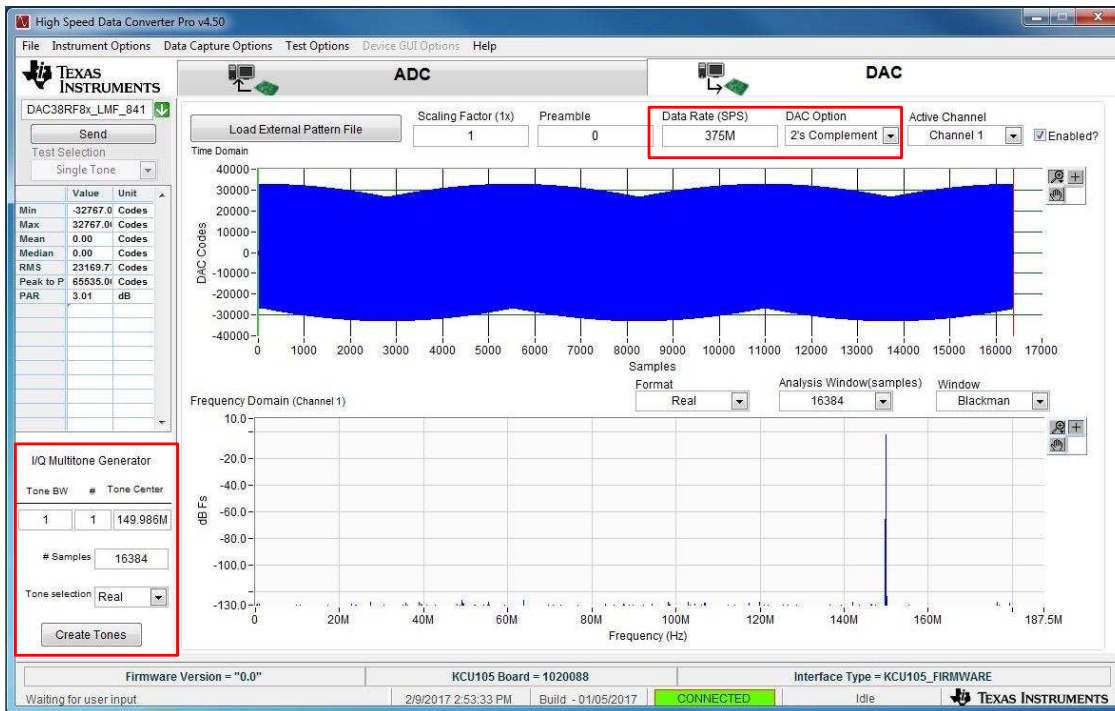 High Speed Data Converter Pro v4.50
File Instrument Options Data Capture Options Test Options Device GUI Options Help
TEXAS INSTRUMENTS
ADC
DAC
DAC38RF8x_LMF_841
Send
Test Selection
Single Tone
Value Unit
Min -32767.0 Codes
Max 32767.0 Codes
Mean 0.00 Codes
Median 0.00 Codes
RMS 23169.7 Codes
Peak to P 65535.0 Codes
PAR 3.01 dB
I/Q Multitone Generator
Tone BW # Tone Center
1 1 149.986M
# Samples 16384
Tone selection Real
Create Tones
Load External Pattern File
Scaling Factor (1x)
1
Preamble
0
Data Rate (SPS)
375M
DAC Option
2's Complement
Active Channel
Channel 1
Enabled?
Time Domain
DAC Codes
40000
30000
20000
10000
0
-10000
-20000
-30000
-40000
0 1000 2000 3000 4000 5000 6000 7000 8000 9000 10000 11000 12000 13000 14000 15000 16000 17000
Samples
Format
Real
Analysis Window(samples)
16384
Window
Blackman
Frequency Domain (Channel 1)
dB Fs
10.0
-20.0
-40.0
-60.0
-80.0
-100.0
-130.0
0 20M 40M 60M 80M 100M 120M 140M 160M 187.5M
Frequency (Hz)
Firmware Version = "0.0"
KCU105 Board = 1020088
Interface Type = KCU105_FIRMWARE
Waiting for user input
2/9/2017 2:53:33 PM
Build - 01/05/2017
CONNECTED
Idle
TEXAS INSTRUMENTS